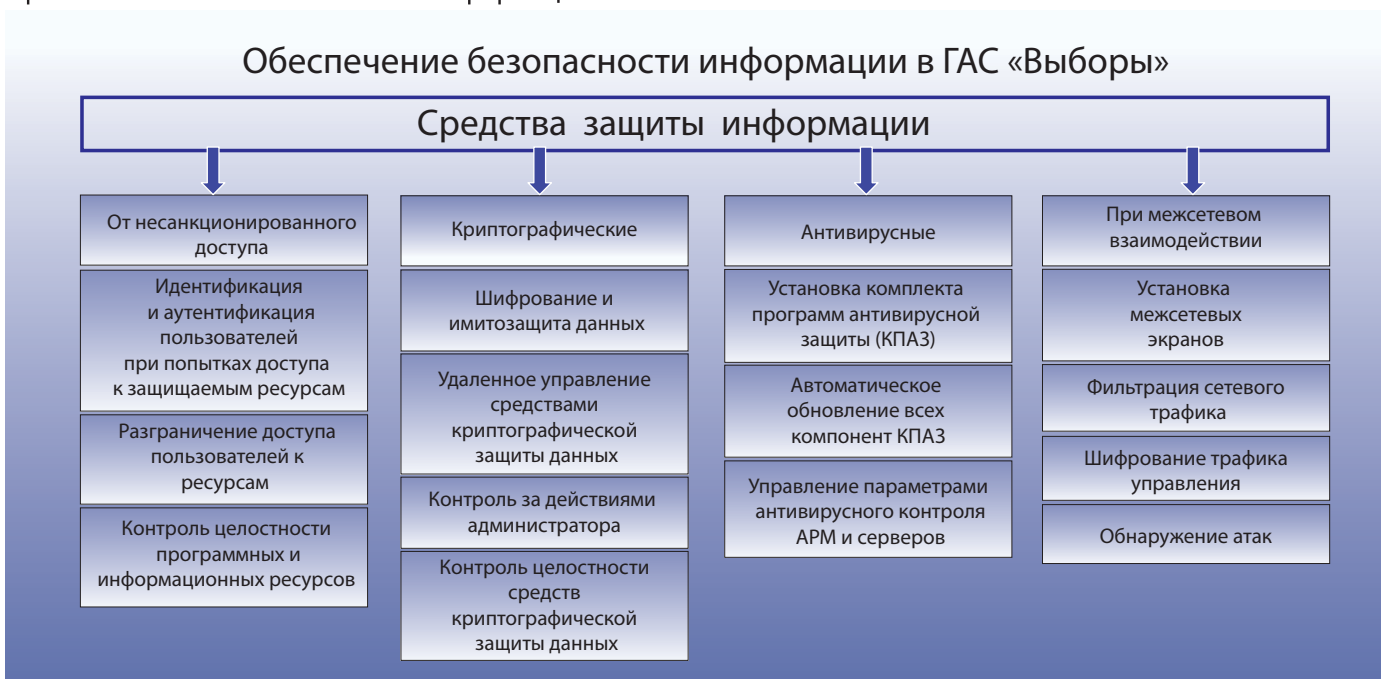 Обеспечение безопасности информации в ГАС «Выборы»
Средства защиты информации
От несанкционированного
доступа
Идентификация
и аутентификация
пользователей
при попытках доступа
к защищаемым ресурсам
Разграничение доступа
пользователей к
ресурсам
Контроль целостности
программных и
информационных ресурсов
Криптографические
Шифрование и
имитозащита данных
Удаленное управление
средствами
криптографической
защиты данных
Контроль за действиями
администратора
Контроль целостности
средств
криптографической
защиты данных
Антивирусные
Установка комплекта
программ антивирусной
защиты (КПАЗ)
Автоматическое
обновление всех
компонент КПАЗ
Управление параметрами
антивирусного контроля
АРМ и серверов
При межсетевом
взаимодействии
Установка
межсетевых
экранов
Фильтрация сетевого
трафика
Шифрование трафика
управления
Обнаружение атак